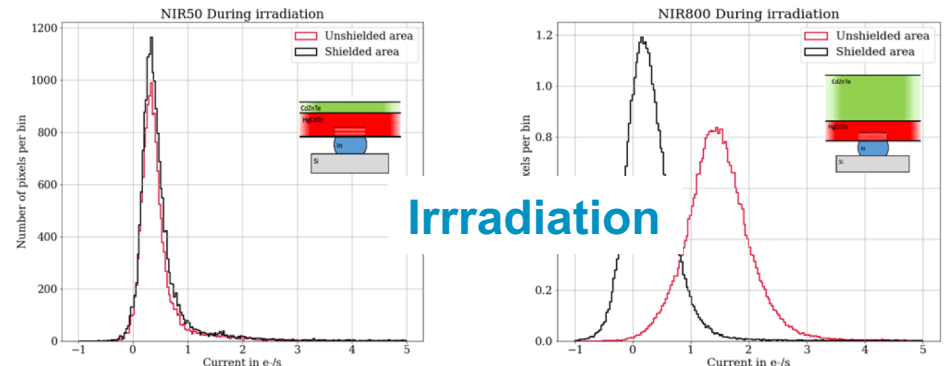 NIR50 During irradiation
Unshielded area
Shielded area
1200
1000
800
600
400
200
0
Number of pixels per bin
CdZnTe
HgCdTe
In
Si
-1
0
1
2
3
4
5
Current in e-/s
Irrradiation
NIR800 During irradiation
Unshielded area
Shielded area
1.2
1.0
0.8
0.2
0.0
per bin
CdZnTe
HgCdTe
In
Si
−1
0
1
2
3
4
5
Current in e-/s